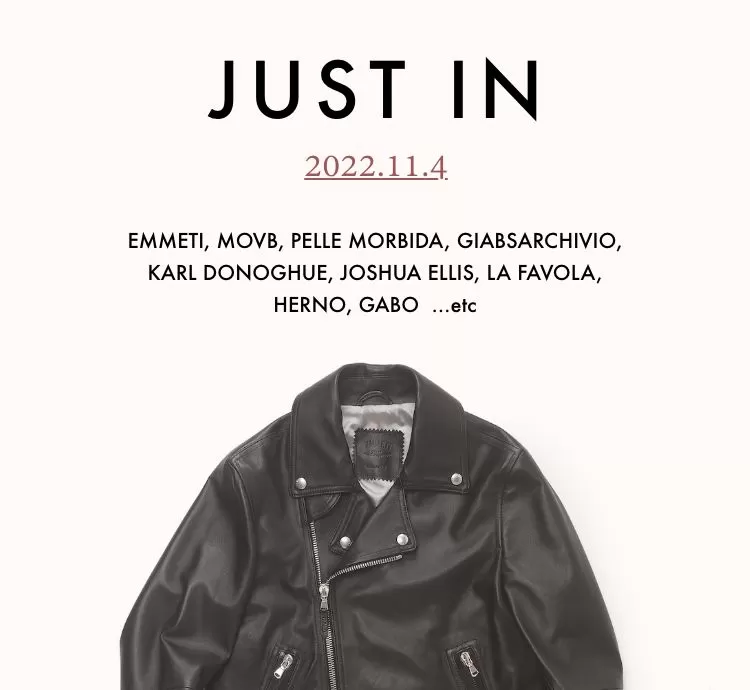 JUST IN
2022.11.4
EMMETI, MOVB, PELLE MORBIDA, GIABSARCHIVIO,
KARL DONOGHUE, JOSHUA ELLIS, LA FAVOLA,
HERNO, GABO ...etc